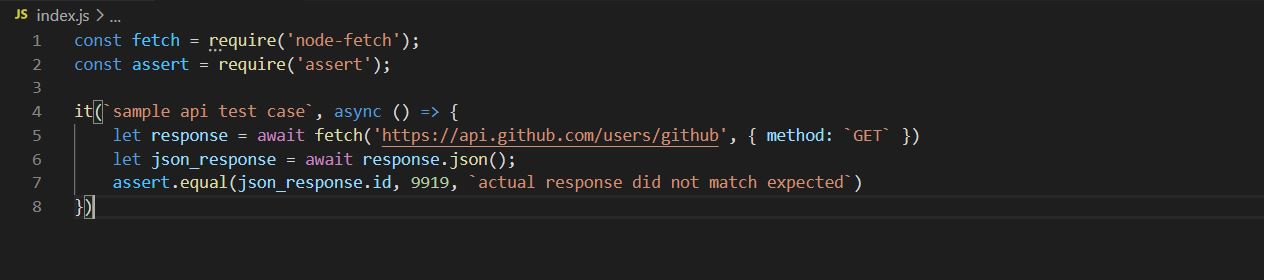 JS index.js > ...
1 const fetch = require('node-fetch');
2 const assert = require('assert');
3
4 it(`sample api test case`, async () => {
5     let response = await fetch('https://api.github.com/users/github', { method: `GET` })
6     let json_response = await response.json();
7     assert.equal(json_response.id, 9919, `actual response did not match expected`)
8 })